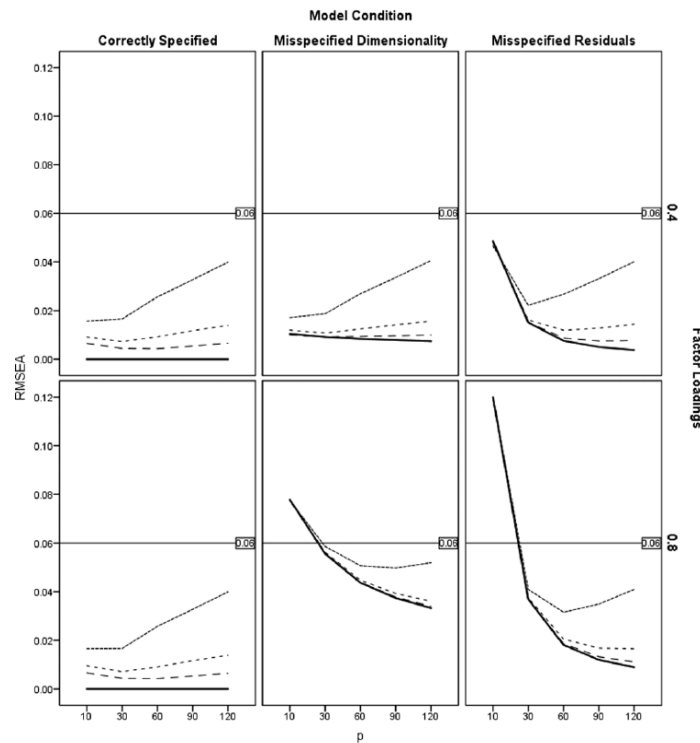 Model Condition
Correctly Specified Misspecified Dimensionality Misspecified Residuals
0.12
0.10
0.08
0.06 0.06 0.06 0.06
0.04
0.02
0.00
0.4
RMSEA
Factor Loadings
0.12
0.10
0.08
0.06 0.06 0.06 0.06
0.04
0.02
0.00
0.8
10 30 60 90 120 10 30 60 90 120 10 30 60 90 120
p